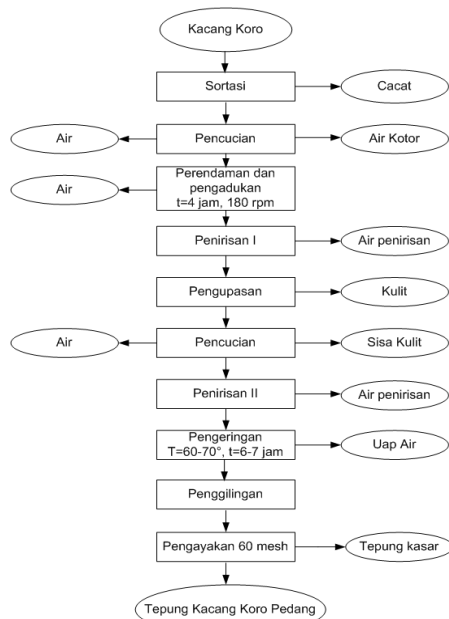 Kacang Koro
Sortasi
Cacat
Air
Pencucian
Air Kotor
Air
Perendaman dan
pengadukan
t=4 jam, 180 rpm
Penirisan I
Air penirisan
Pengupasan
Kulit
Air
Pencucian
Sisa Kulit
Penirisan II
Air penirisan
Pengeringan
T=60-70°, t=6-7 jam
Uap Air
Penggilingan
Pengayakan 60 mesh
Tepung kasar
Tepung Kacang Koro Pedang